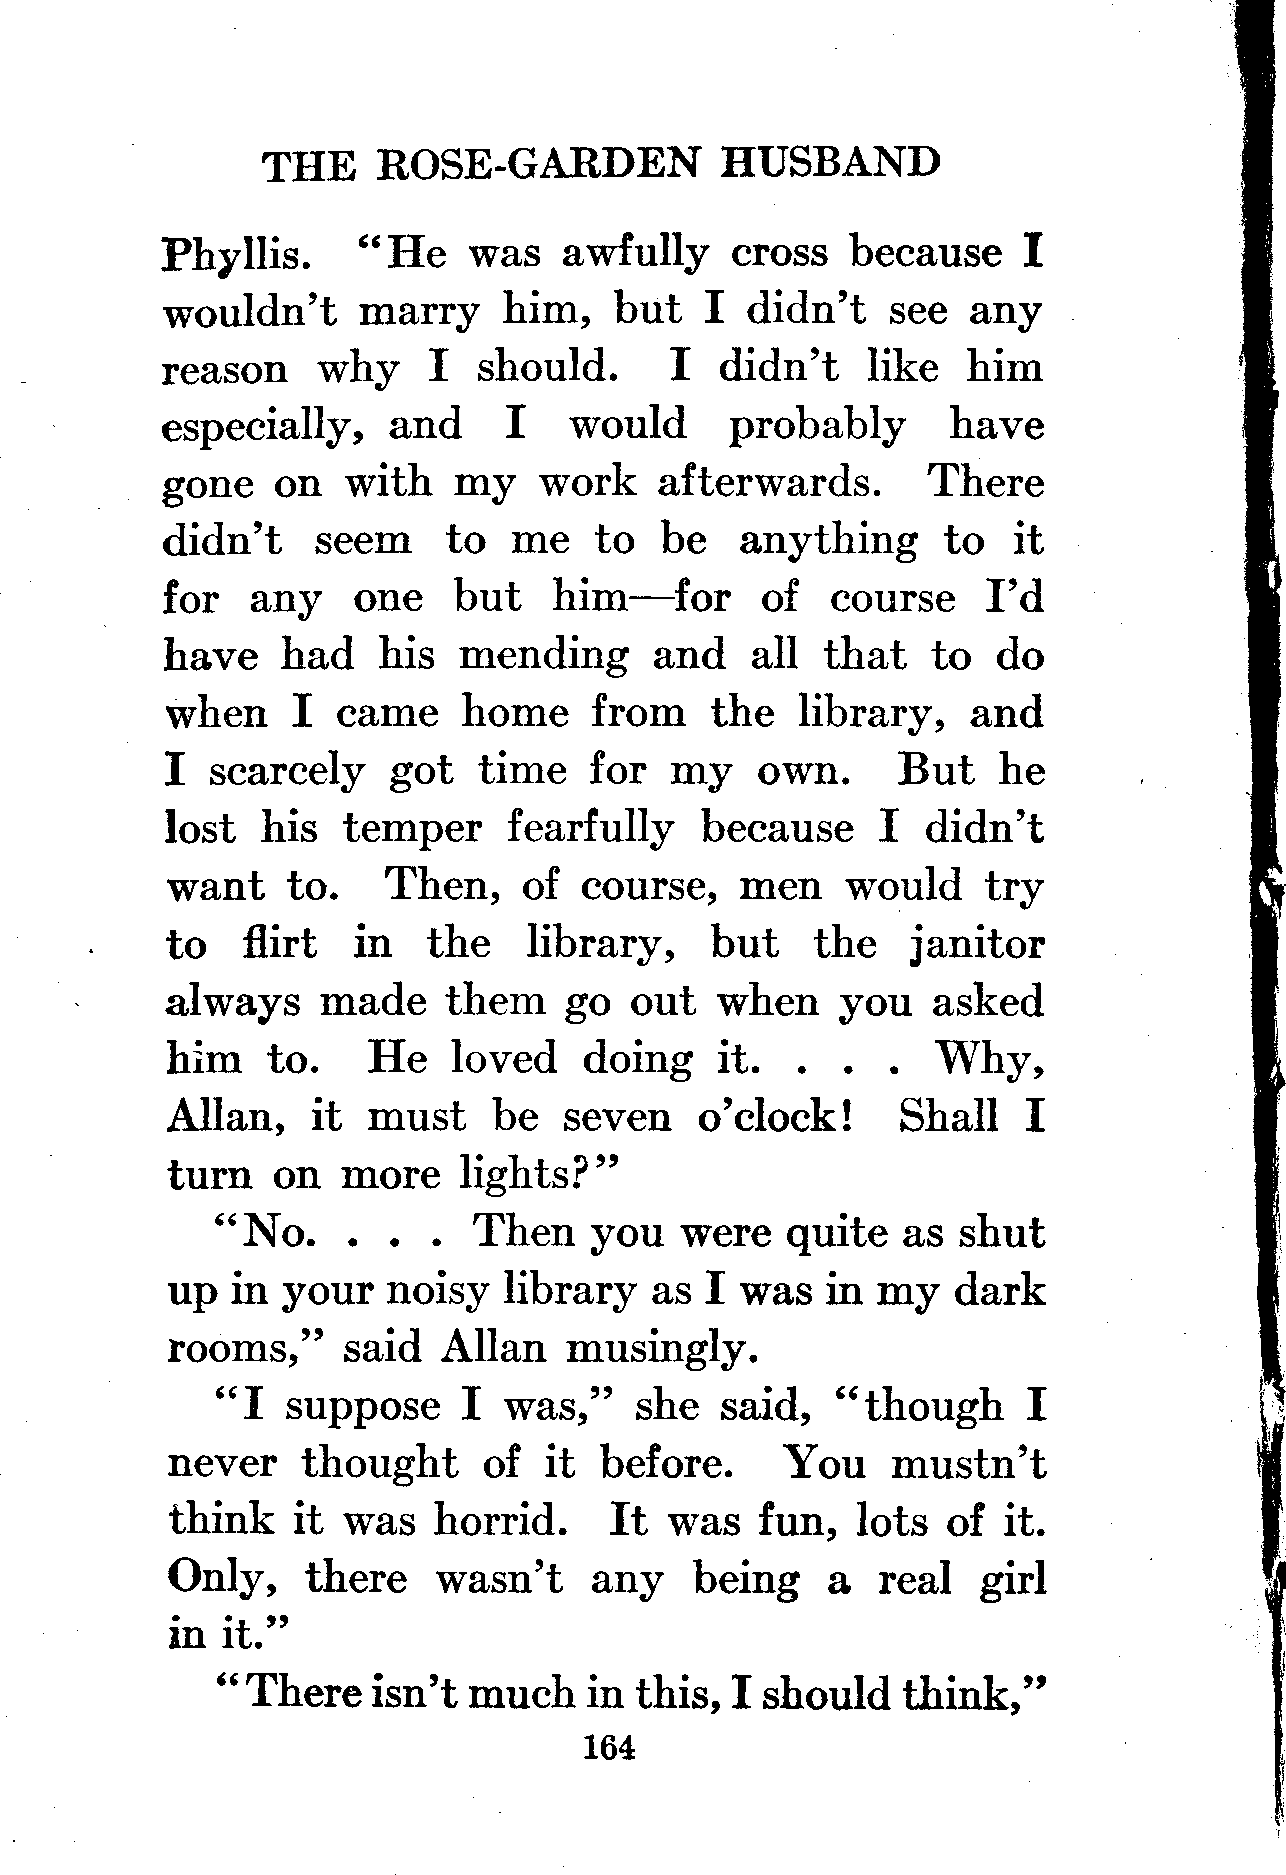 THE ROSE-GARDEN HUSBAND
Phyllis. “He was awfully cross because I
wouldn’t marry him, but I didn’t see any
reason why I should. I didn’t like him
especially, and I would probably have
gone on with my work afterwards. There
didn’t seem to me to be anything to it
for any one but him—for of course I’d
have had his mending and all that to do
when I came home from the library, and
I scarcely got time for my own. But he
lost his temper fearfully because I didn’t
want to. Then, of course, men would try
to flirt in the library, but the janitor
always made them go out when you asked
him to. He loved doing it. . . . Why,
Allan, it must be seven o’clock! Shall I
turn on more lights?”
“No. . . . Then you were quite as shut
up in your noisy library as I was in my dark
rooms,” said Allan musingly.
“I suppose I was,” she said, “though I
never thought of it before. You mustn’t
think it was horrid. It was fun, lots of it.
Only, there wasn’t any being a real girl
in it.”
“There isn’t much in this, I should think,”
164